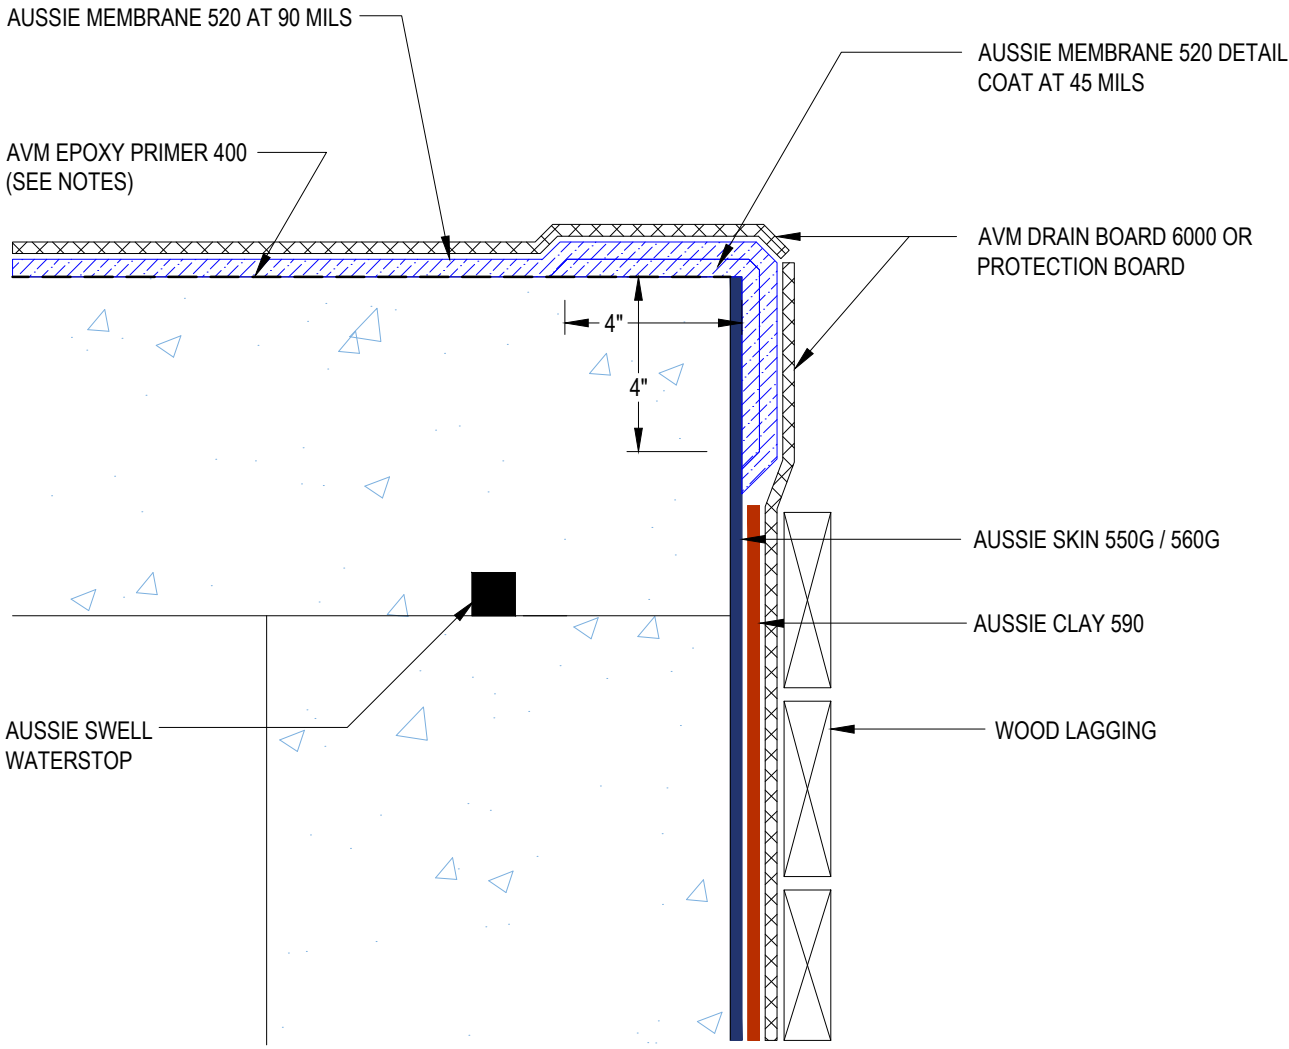 AUSSIE MEMBRANE 520 AT 90 MILS
AUSSIE MEMBRANE 520 DETAIL
COAT AT 45 MILS
AVM EPOXY PRIMER 400
(SEE NOTES)
AVM DRAIN BOARD 6000 OR
PROTECTION BOARD
4"
4"
AUSSIE SKIN 550G / 560G
AUSSIE CLAY 590
AUSSIE SWELL
WATERSTOP
WOOD LAGGING